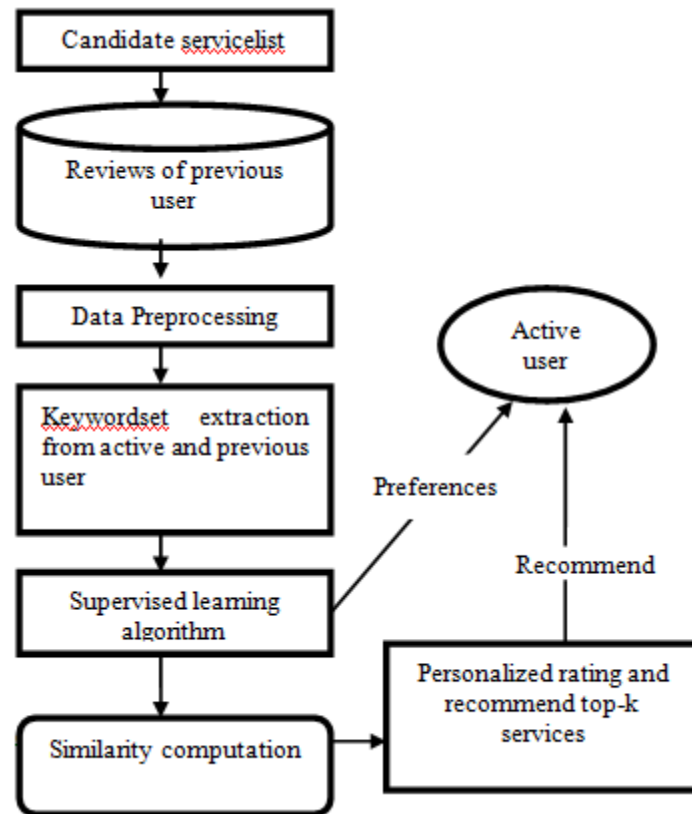 Candidate servicelist
Reviews of previous
user
Data Preprocessing
Active
user
Keywordset extraction
from active and previous
user
Preferences
Supervised learning
algorithm
Recommend
Personalized rating and
recommend top-k
services
Similarity computation